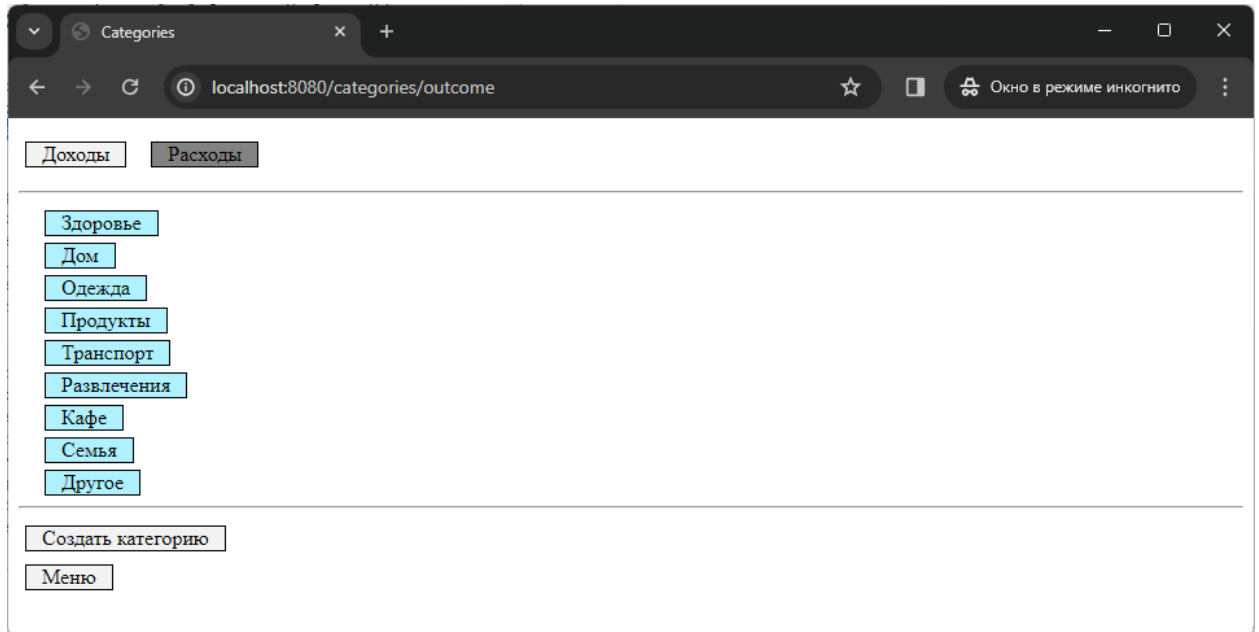 Categories
localhost:8080/categories/outcome
Окно в режиме инкогнито
Доходы Расходы
Здоровье
Дом
Одежда
Продукты
Транспорт
Развлечения
Кафе
Семья
Другое
Создать категорию
Меню